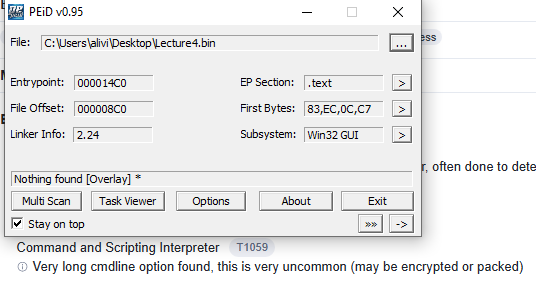 PEiD v0.95
File: C:\Users\alivi\Desktop\Lecture4.bin ...
Entrypoint: 000014C0 EP Section: .text >
File Offset: 000008C0 First Bytes: 83,EC,0C,C7 >
Linker Info: 2.24 Subsystem: Win32 GUI >
Nothing found [Overlay] *
Multi Scan Task Viewer Options About Exit
Stay on top »» ->
, often done to dete
Command and Scripting Interpreter T1059
Very long cmdline option found, this is very uncommon (may be encrypted or packed)